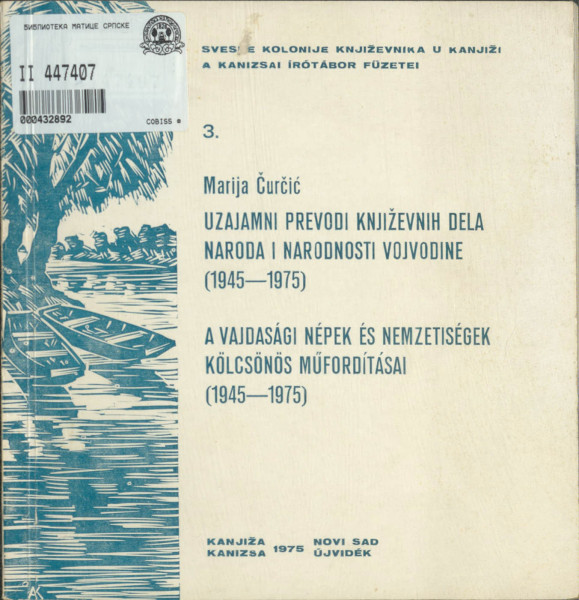 БИБЛИОТЕКА МАТИЦЕ СРПСКЕ
II 447407
000432892
COBISS
SVESKE KOLONIJE KNJIŽEVNIKA U KANJIŽI
A KANIZSAI ÍRÓTÁBOR FÜZETEI
3.
Marija Čurčić
UZAJAMNI PREVODI KNJIŽEVNIH DELA
NARODA I NARODNOSTI VOJVODINE
(1945—1975)
A VAJDASÁGI NÉPEK ÉS NEMZETISÉGEK
KÖLCSÖNÖS MŰFORDÍTÁSAI
(1945—1975)
KANJIŽA 1975 NOVI SAD
KANIZSA ÚJVIDÉK
AK